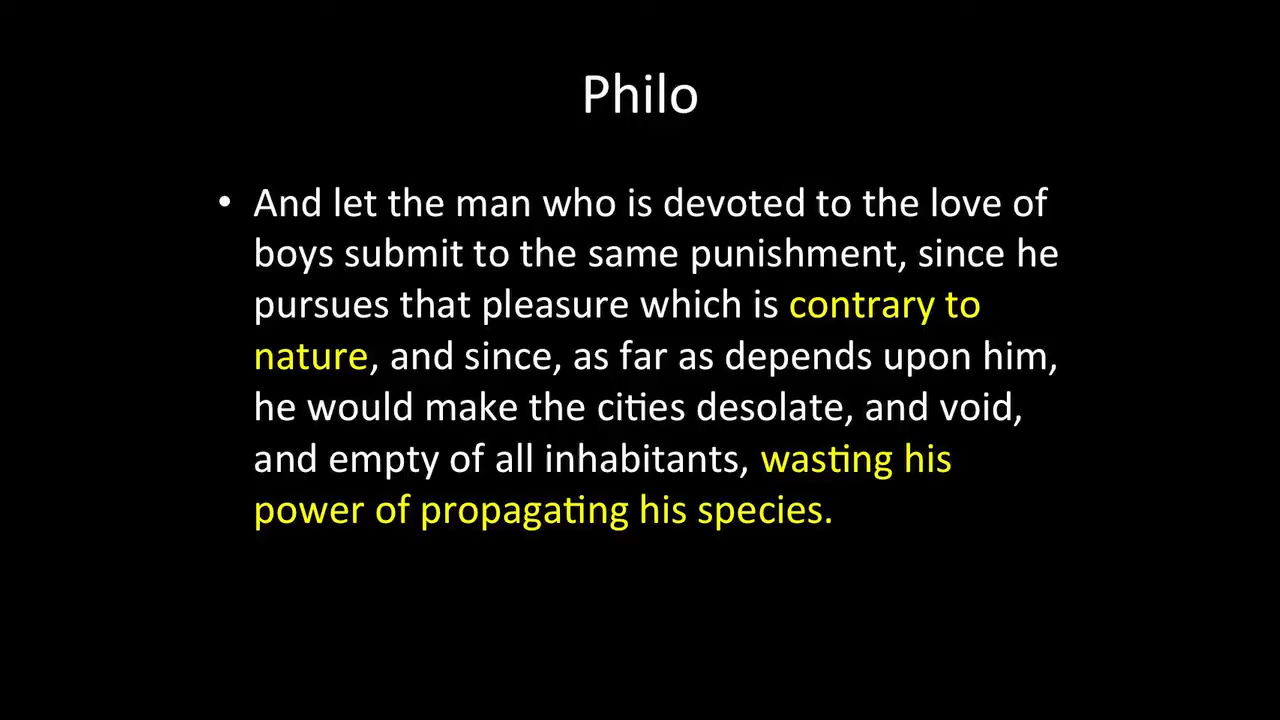 Philo
• And let the man who is devoted to the love of
boys submit to the same punishment, since he
pursues that pleasure which is contrary to
nature, and since, as far as depends upon him,
he would make the cities desolate, and void,
and empty of all inhabitants, wasting his
power of propagating his species.